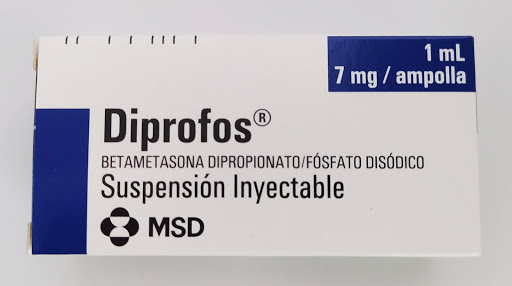 1 mL
7 mg / ampolla
Diprofos®
BETAMETASONA DIPROPIONATO/FÓSFATO DISÓDICO
Suspensión Inyectable
MSD